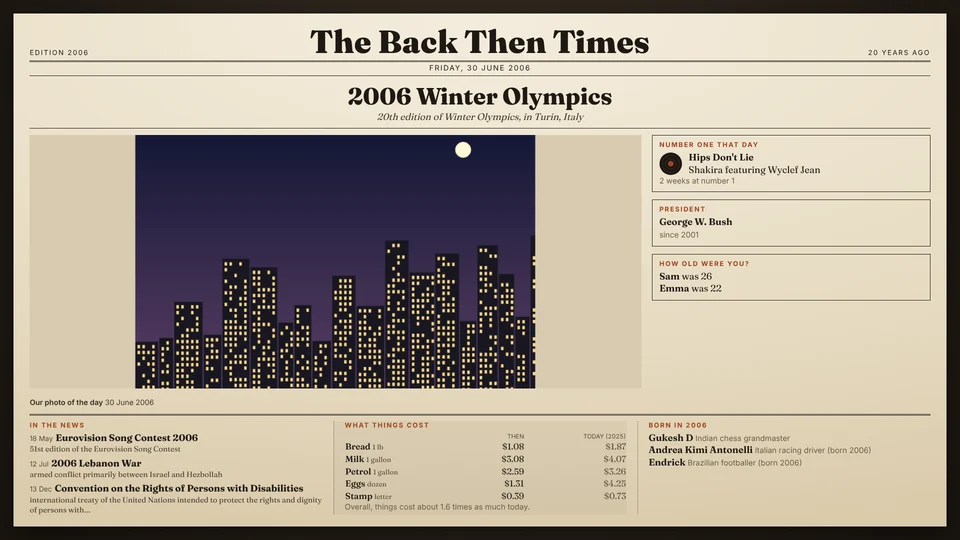 The Back Then Times
EDITION 2006
20 YEARS AGO
FRIDAY, 30 JUNE 2006
2006 Winter Olympics
20th edition of Winter Olympics, in Turin, Italy
NUMBER ONE THAT DAY
Hips Don't Lie
Shakira featuring Wyclef Jean
2 weeks at number 1
PRESIDENT
George W. Bush
since 2001
HOW OLD WERE YOU?
Sam was 26
Emma was 22
Our photo of the day 30 June 2006
IN THE NEWS
18 May Eurovision Song Contest 2006
51st edition of the Eurovision Song Contest
12 Jul 2006 Lebanon War
armed conflict primarily between Israel and Hezbollah
13 Dec Convention on the Rights of Persons with Disabilities
international treaty of the United Nations intended to protect the rights and dignity
of persons with...
WHAT THINGS COST
THEN TODAY (2025)
Bread 1 lb $1.08 $1.87
Milk 1 gallon $3.08 $4.07
Petrol 1 gallon $2.59 $3.26
Eggs dozen $1.31 $4.25
Stamp letter $0.39 $0.73
Overall, things cost about 1.6 times as much today.
BORN IN 2006
Gukesh D Indian chess grandmaster
Andrea Kimi Antonelli Italian racing driver (born 2006)
Endrick Brazilian footballer (born 2006)